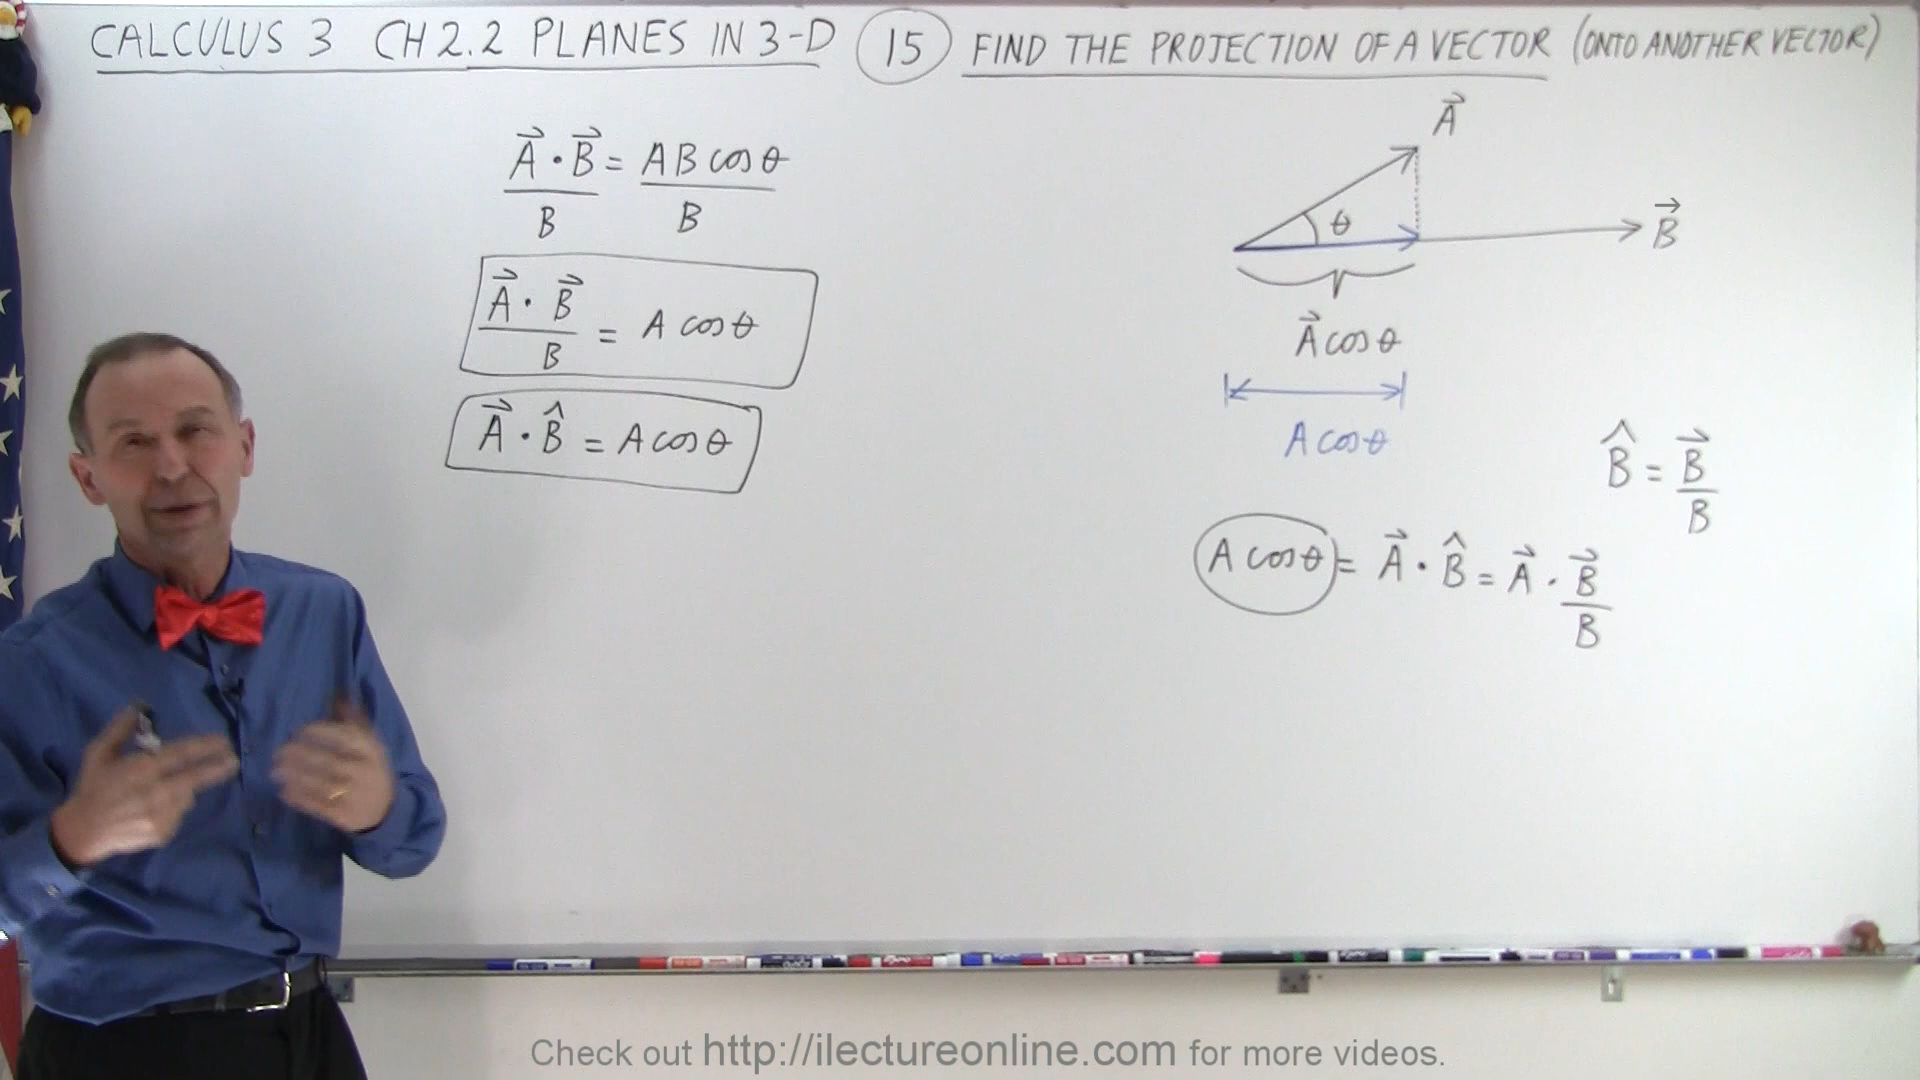 CALCULUS 3 CH 2.2 PLANES IN 3-D 15 FIND THE PROJECTION OF A VECTOR (ONTO ANOTHER VECTOR)
A⃗ · B⃗ / B = AB cos θ / B
A⃗ · B⃗ / B = A cos θ
A⃗ · B̂ = A cos θ
A⃗
θ
B⃗
A⃗ cos θ
A cos θ
B̂ = B⃗ / B
A cos θ = A⃗ · B̂ = A⃗ · B⃗ / B
Check out http://ilectureonline.com for more videos.